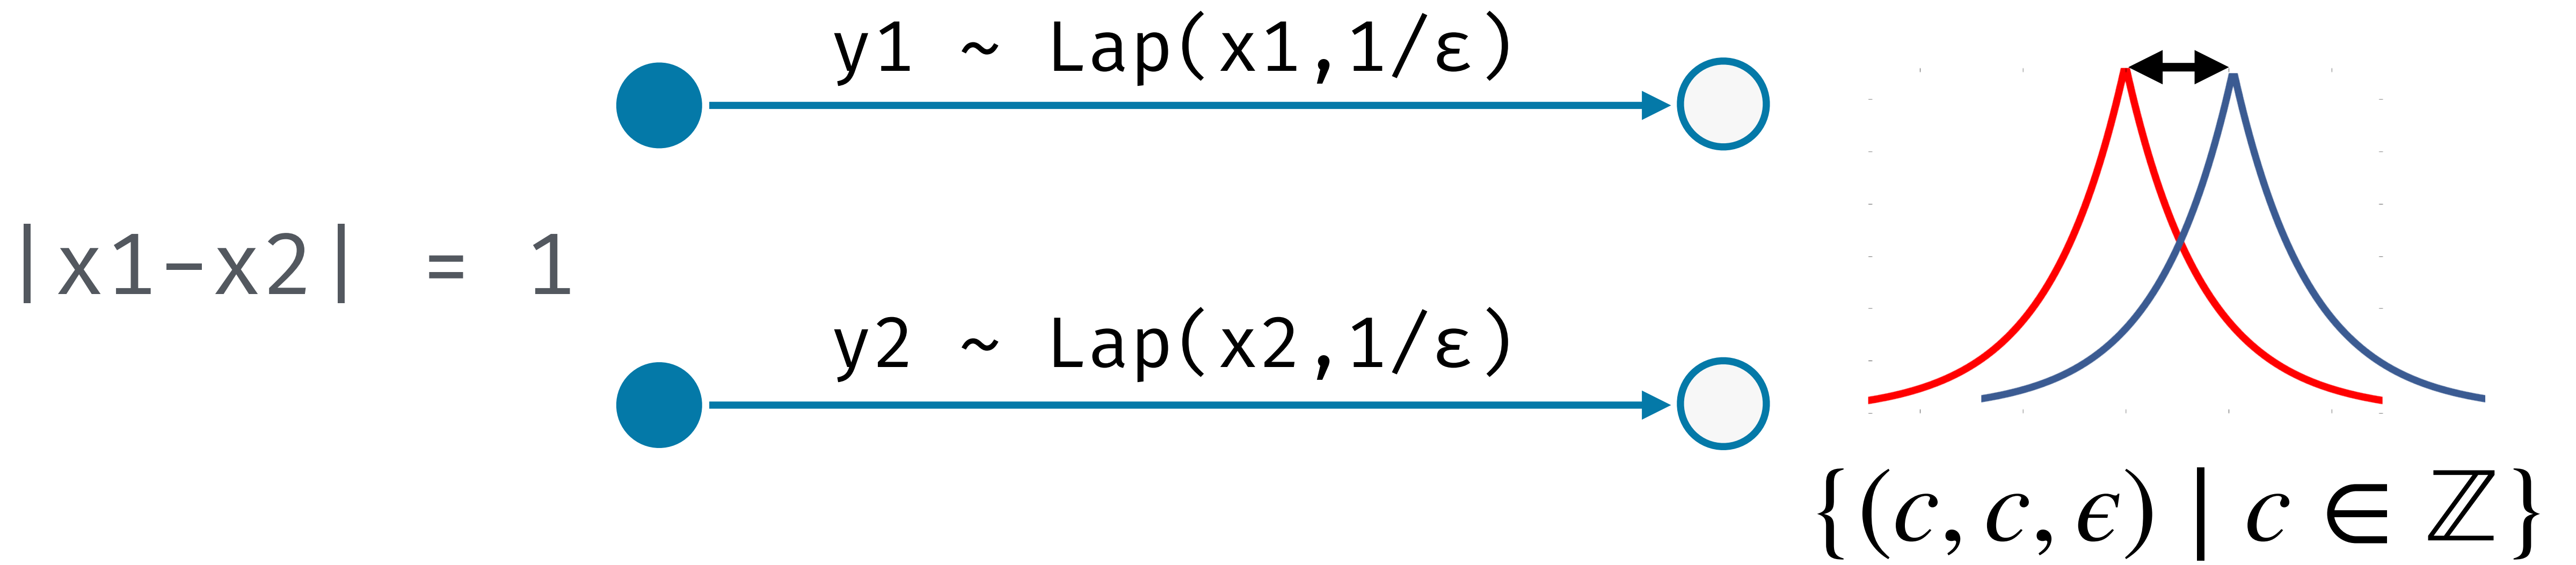 y1 ~ Lap(x1,1/ε)
|x1-x2| = 1
y2 ~ Lap(x2,1/ε)
{(c, c, ϵ) | c ∈ ℤ}